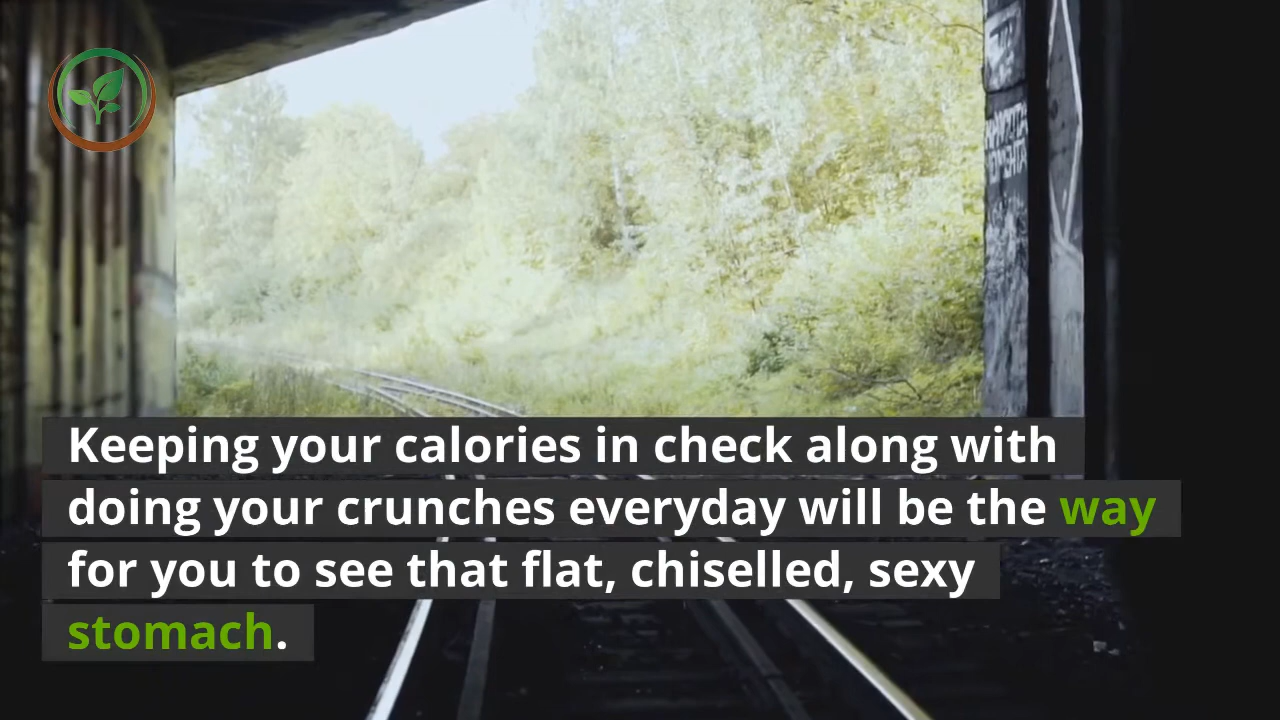 Keeping your calories in check along with
doing your crunches everyday will be the way
for you to see that flat, chiselled, sexy
stomach.